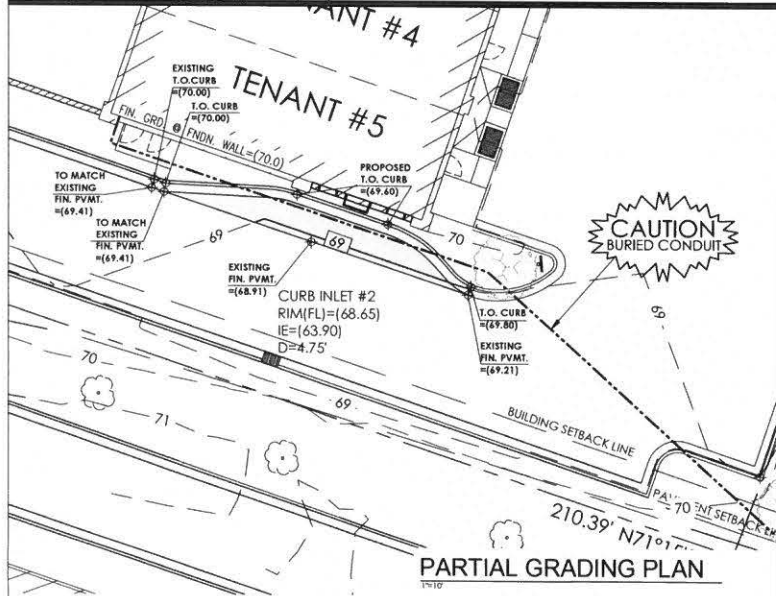 TENANT #4
TENANT #5
EXISTING
T.O.CURB
=(70.00)
T.O. CURB
=(70.00)
FIN. GRD. @ FNDN. WALL=(70.0)
TO MATCH
EXISTING
FIN. PVMT.
=(69.41)
TO MATCH
EXISTING
FIN. PVMT.
=(69.41)
PROPOSED
T.O. CURB
=(69.60)
70
69
69
CAUTION
BURIED CONDUIT
EXISTING
FIN. PVMT.
=(68.91)
CURB INLET #2
RIM(FL)=(68.65)
IE=(63.90)
D=4.75'
T.O. CURB
=(69.80)
EXISTING
FIN. PVMT.
=(69.21)
69
70
69
71
BUILDING SETBACK LINE
SETBACK
70
210.39'
PARTIAL GRADING PLAN
1"=10'